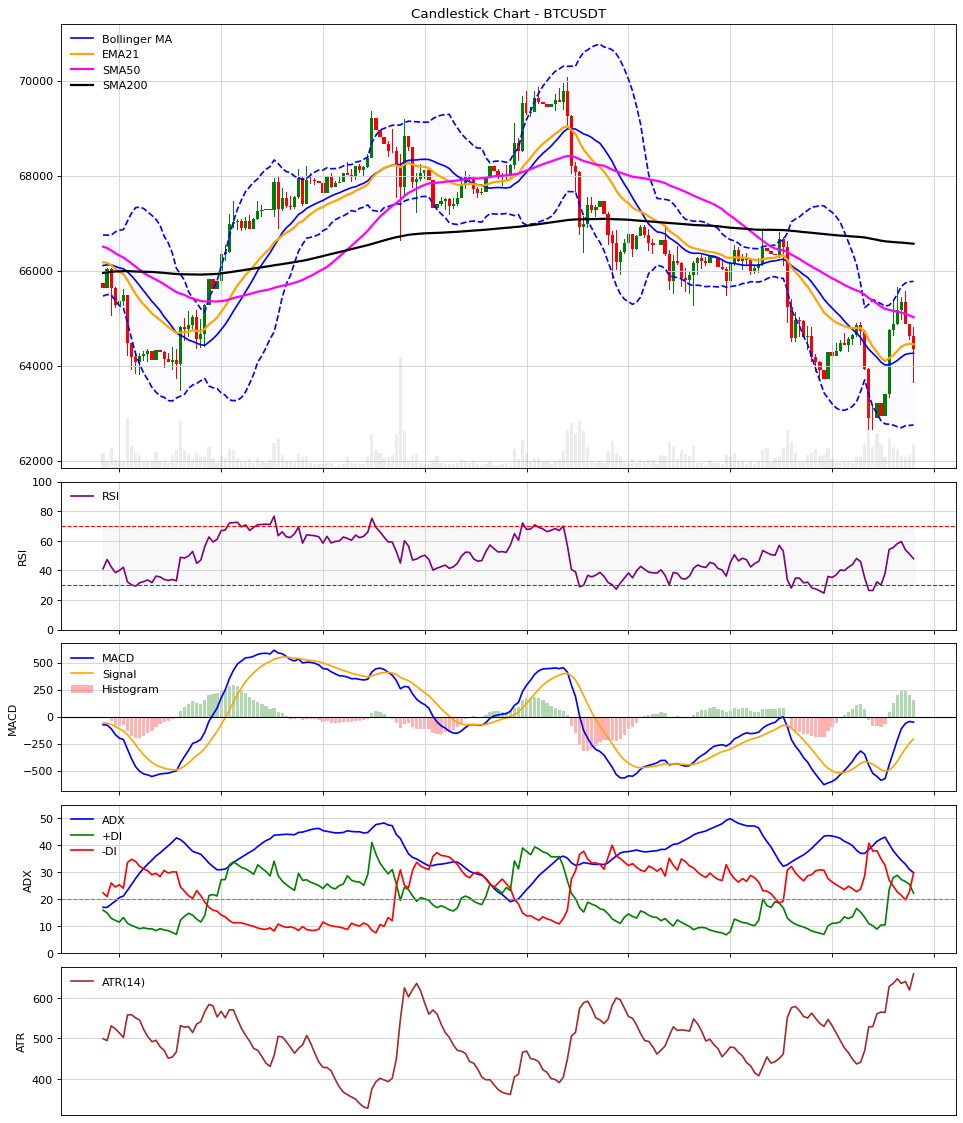 Candlestick Chart - BTCUSDT
Bollinger MA
EMA21
SMA50
SMA200
70000
68000
66000
64000
62000
RSI
RSI
100
80
60
40
20
0
MACD
Signal
Histogram
MACD
500
250
0
−250
−500
ADX
+DI
-DI
ADX
50
40
30
20
10
0
ATR(14)
ATR
600
500
400